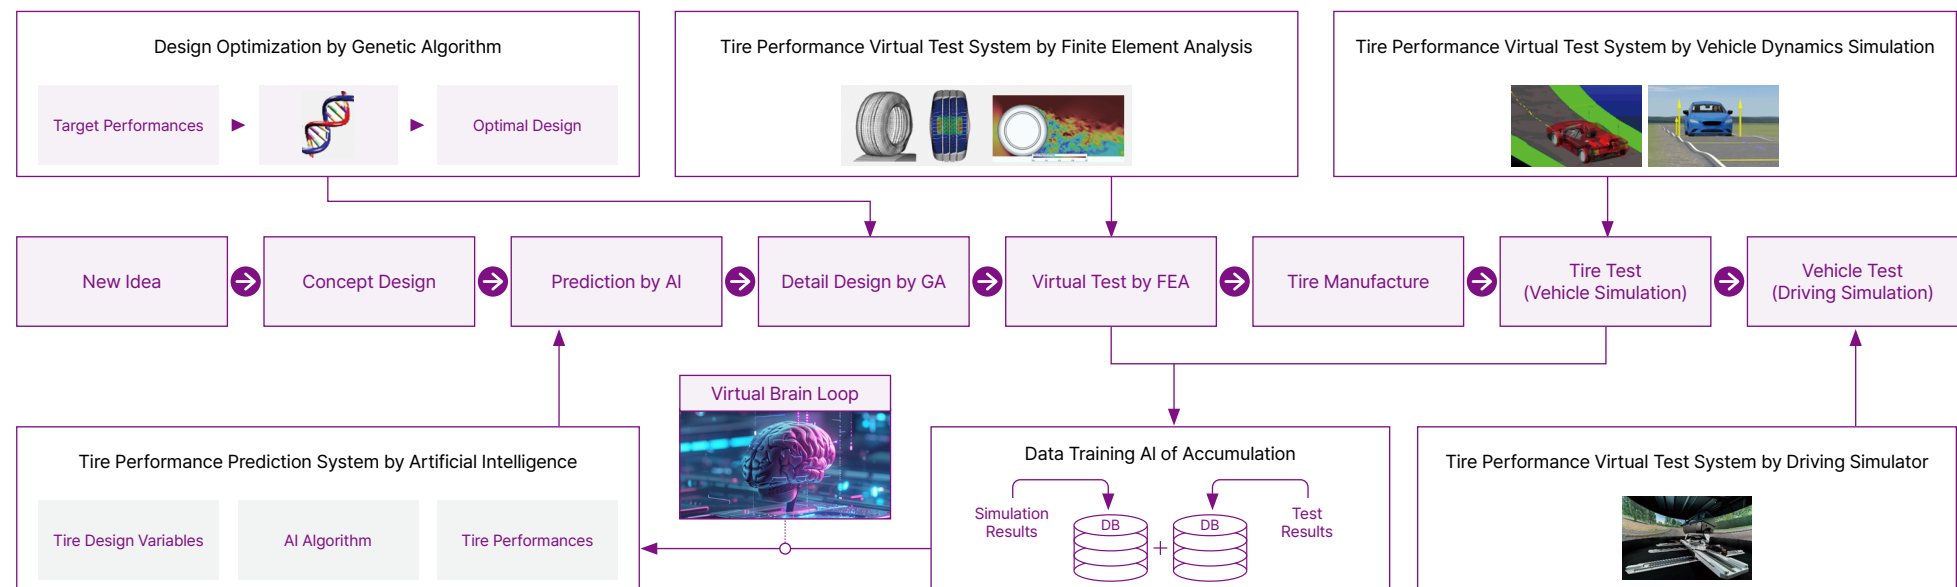 Design Optimization by Genetic Algorithm
Target Performances
Optimal Design
Tire Performance Virtual Test System by Finite Element Analysis
Tire Performance Virtual Test System by Vehicle Dynamics Simulation
New Idea
Concept Design
Prediction by AI
Detail Design by GA
Virtual Test by FEA
Tire Manufacture
Tire Test
(Vehicle Simulation)
Vehicle Test
(Driving Simulation)
Virtual Brain Loop
Tire Performance Prediction System by Artificial Intelligence
Tire Design Variables
AI Algorithm
Tire Performances
Data Training AI of Accumulation
Simulation
Results
DB
+
DB
Test
Results
Tire Performance Virtual Test System by Driving Simulator